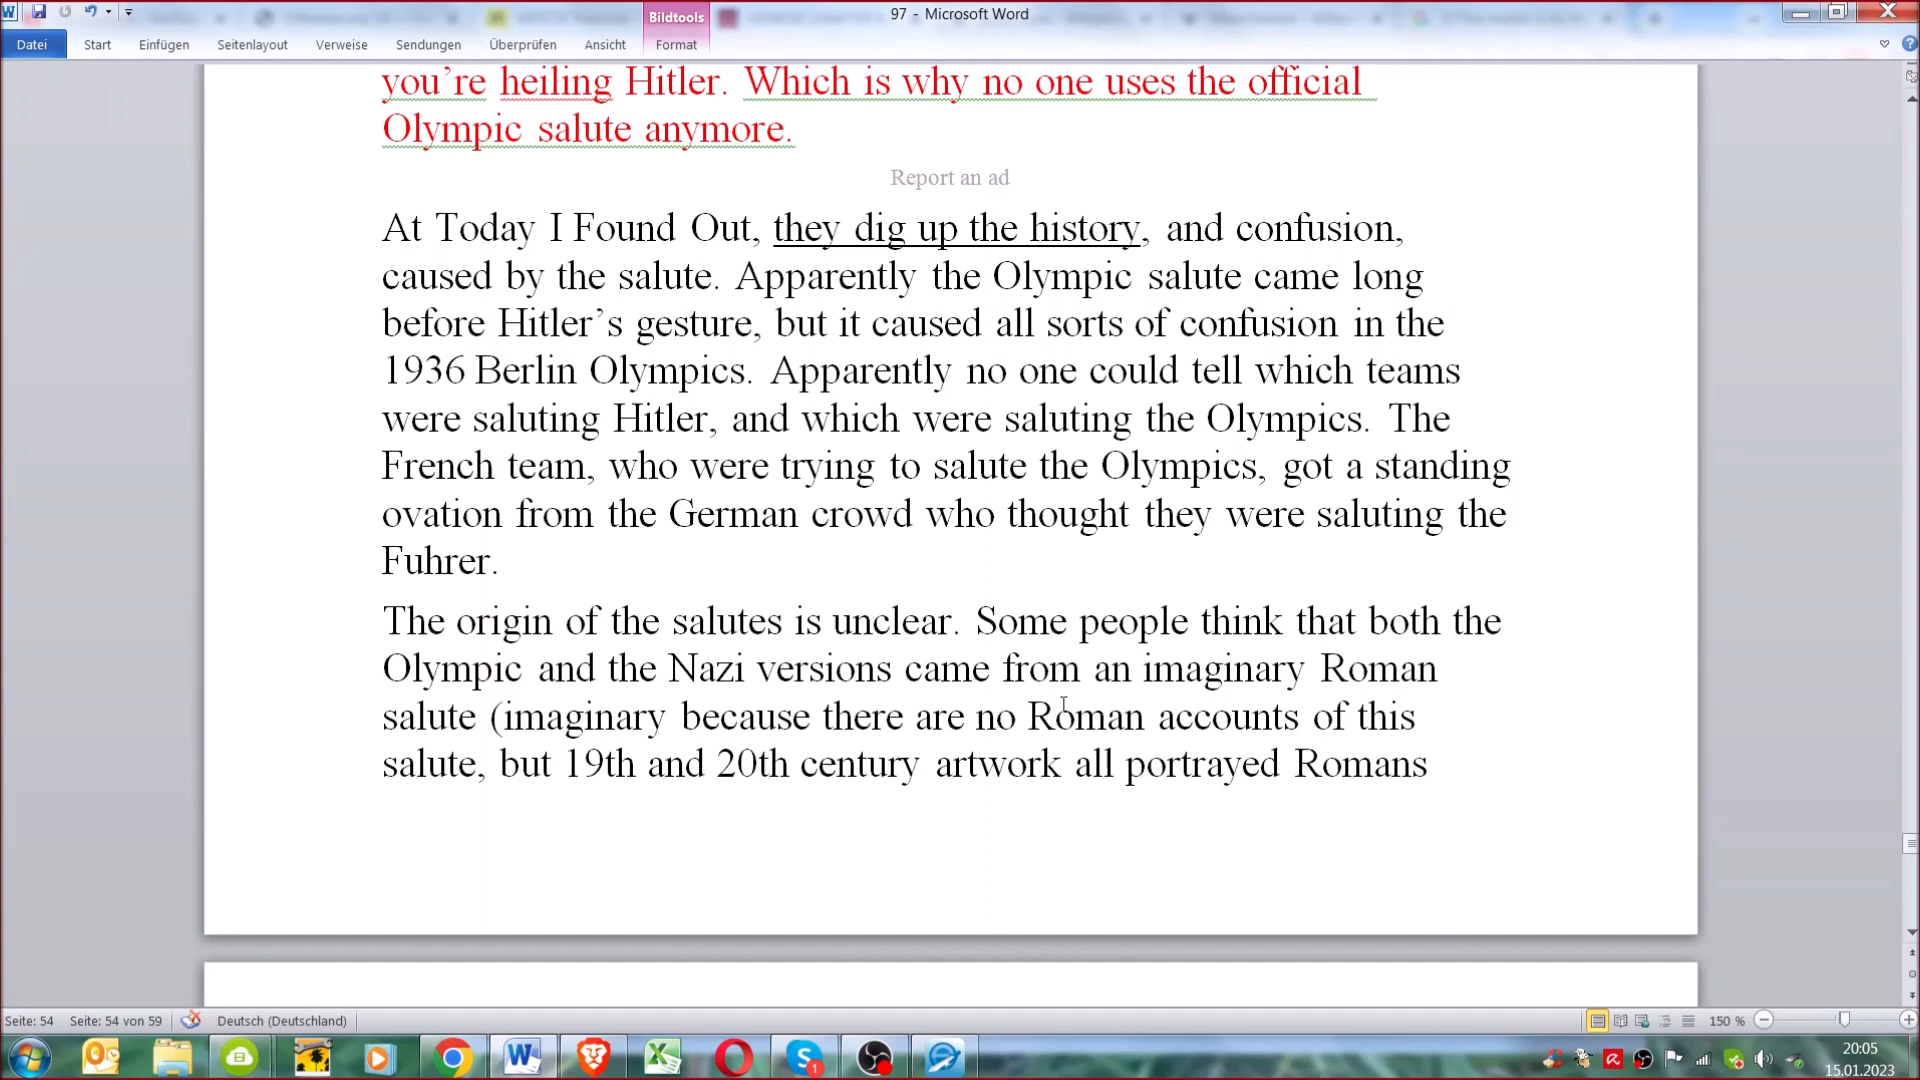 97 - Microsoft Word
Bildtools
Datei Start Einfügen Seitenlayout Verweise Sendungen Überprüfen Ansicht Format
you’re heiling Hitler. Which is why no one uses the official
Olympic salute anymore.
Report an ad
At Today I Found Out, they dig up the history, and confusion,
caused by the salute. Apparently the Olympic salute came long
before Hitler’s gesture, but it caused all sorts of confusion in the
1936 Berlin Olympics. Apparently no one could tell which teams
were saluting Hitler, and which were saluting the Olympics. The
French team, who were trying to salute the Olympics, got a standing
ovation from the German crowd who thought they were saluting the
Fuhrer.
The origin of the salutes is unclear. Some people think that both the
Olympic and the Nazi versions came from an imaginary Roman
salute (imaginary because there are no Roman accounts of this
salute, but 19th and 20th century artwork all portrayed Romans
Seite: 54 Seite: 54 von 59 Deutsch (Deutschland) 150 %
20:05
15.01.2023